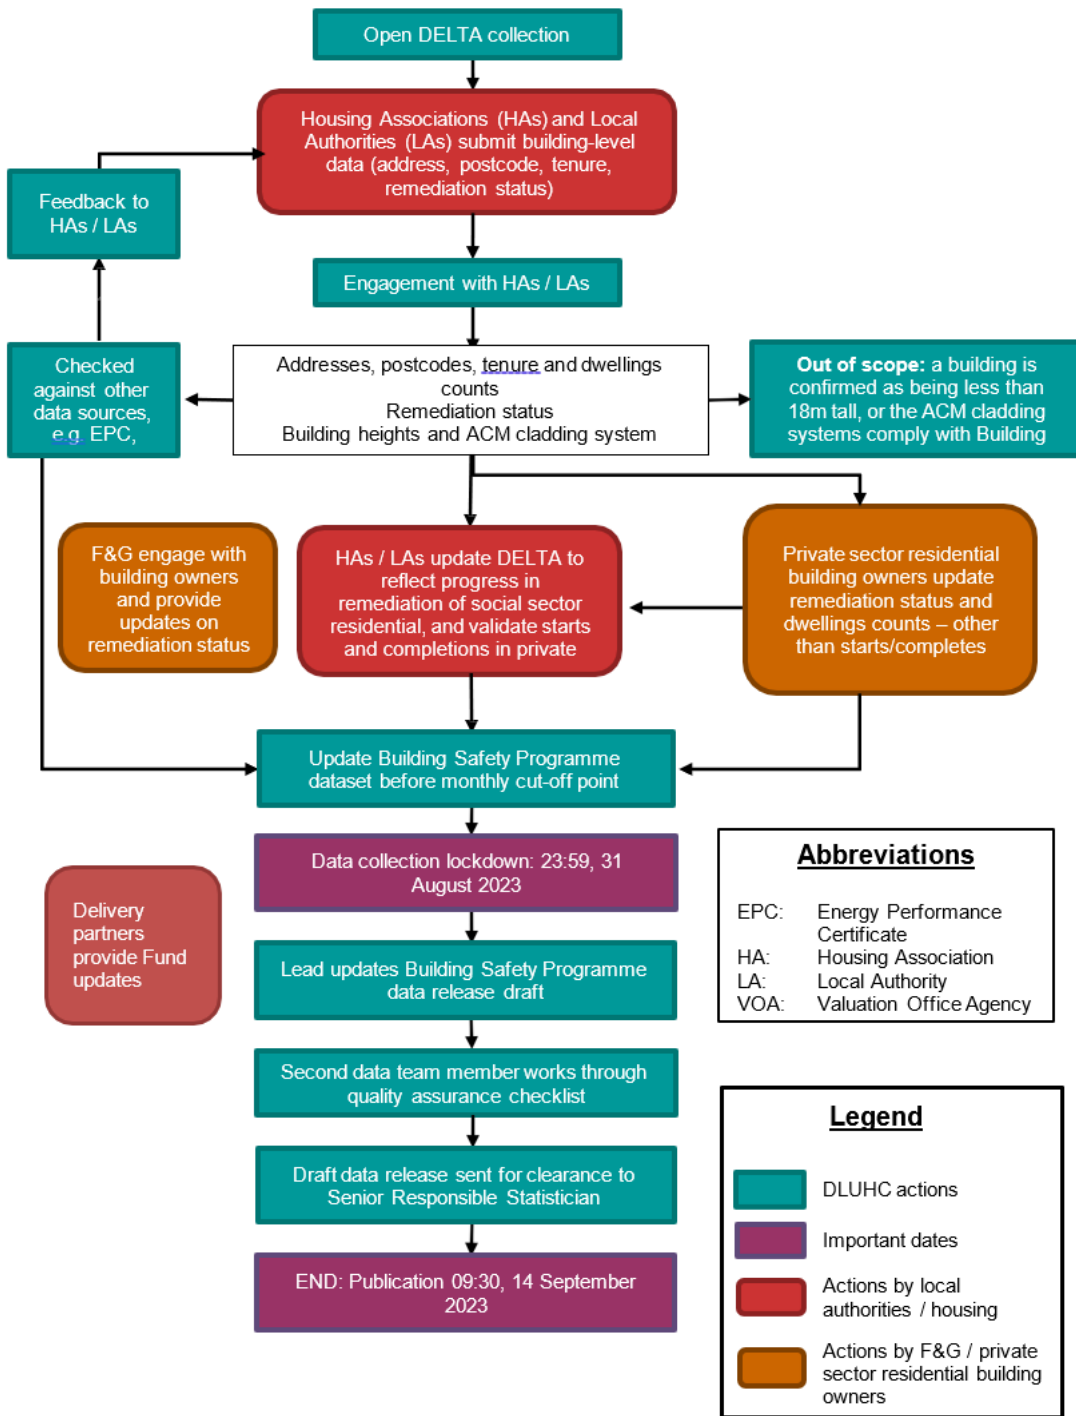 Open DELTA collection
Housing Associations (HAs) and Local
Authorities (LAs) submit building-level
data (address, postcode, tenure,
remediation status)
Feedback to
HAs / LAs
Engagement with HAs / LAs
Checked
against other
data sources,
e.g. EPC,
Addresses, postcodes, tenure and dwellings
counts
Remediation status
Building heights and ACM cladding system
Out of scope: a building is
confirmed as being less than
18m tall, or the ACM cladding
systems comply with Building
F&G engage with
building owners
and provide
updates on
remediation status
HAs / LAs update DELTA to
reflect progress in
remediation of social sector
residential, and validate starts
and completions in private
Private sector residential
building owners update
remediation status and
dwellings counts – other
than starts/completes
Update Building Safety Programme
dataset before monthly cut-off point
Data collection lockdown: 23:59, 31
August 2023
Delivery
partners
provide Fund
updates
Lead updates Building Safety Programme
data release draft
Second data team member works through
quality assurance checklist
Draft data release sent for clearance to
Senior Responsible Statistician
END: Publication 09:30, 14 September
2023
Abbreviations
EPC: Energy Performance
Certificate
HA: Housing Association
LA: Local Authority
VOA: Valuation Office Agency
Legend
DLUHC actions
Important dates
Actions by local
authorities / housing
Actions by F&G / private
sector residential building
owners